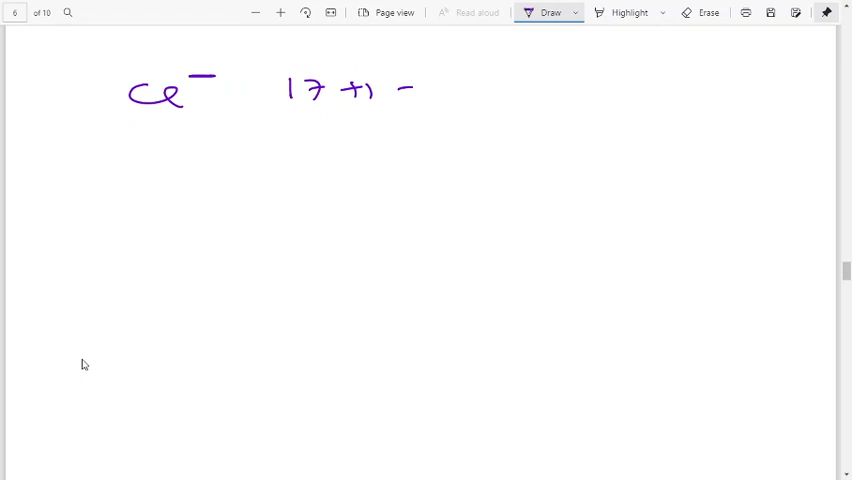 6 of 10 Page view Read aloud Draw Highlight Erase
Cl⁻ 17 +1 -